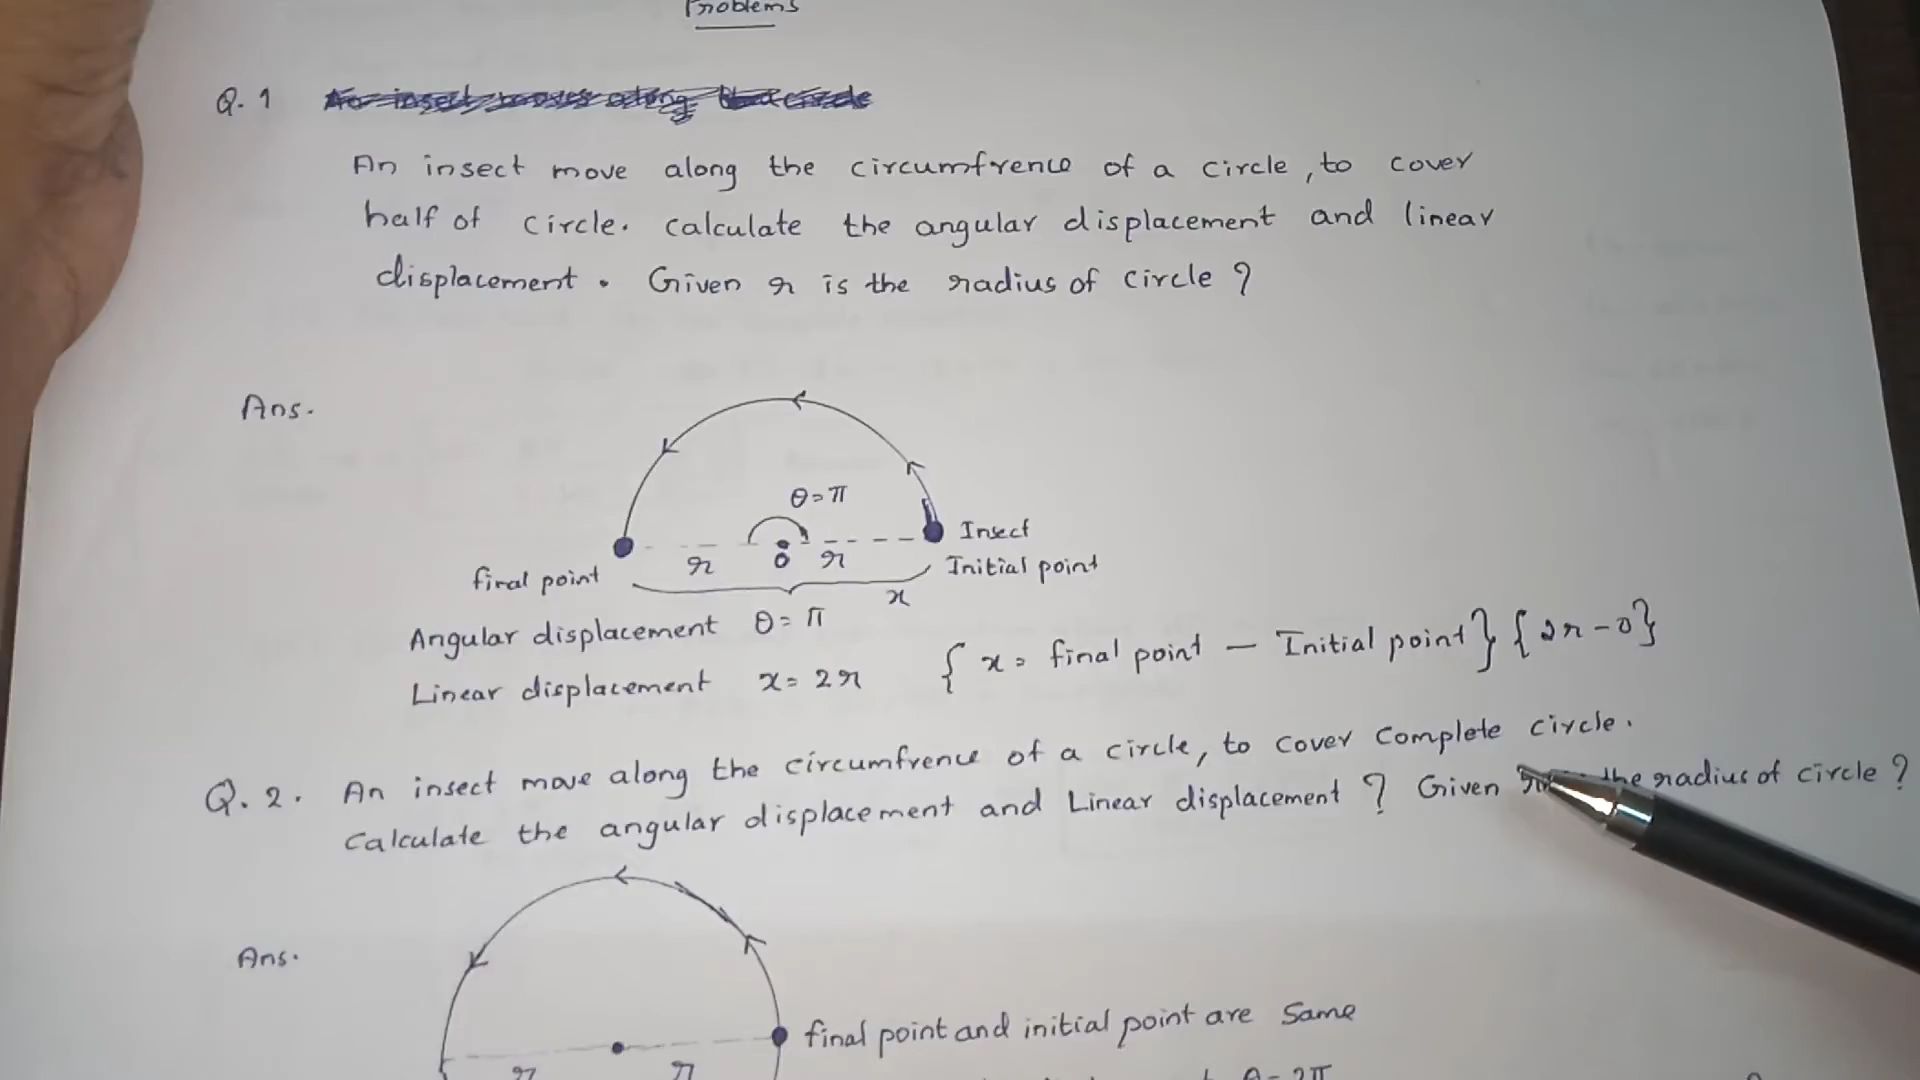 Problems
Q. 1
An insect move along the circumfrence of a circle, to cover
half of circle. calculate the angular displacement and linear
displacement. Given r is the radius of circle ?
Ans.
θ=π
Insect
r O r
final point
Initial point
x
Angular displacement θ=π
Linear displacement x=2r { x= final point — Initial point} {2r-0}
Q. 2. An insect move along the circumfrence of a circle, to cover complete circle.
Calculate the angular displacement and Linear displacement ? Given the radius of circle ?
Ans.
final point and initial point are Same
r r
θ=2π